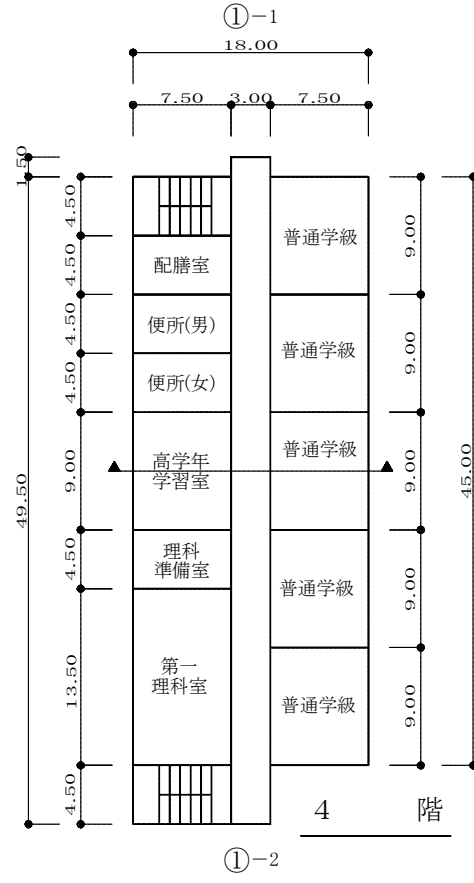 ①-1
18.00
7.50 3.00 7.50
1.50
4.50
4.50
4.50
4.50
9.00
4.50
13.50
4.50
49.50
配膳室
便所(男)
便所(女)
高学年
学習室
理科
準備室
第一
理科室
普通学級
普通学級
普通学級
普通学級
普通学級
9.00
9.00
9.00
9.00
9.00
45.00
4 階
①-2